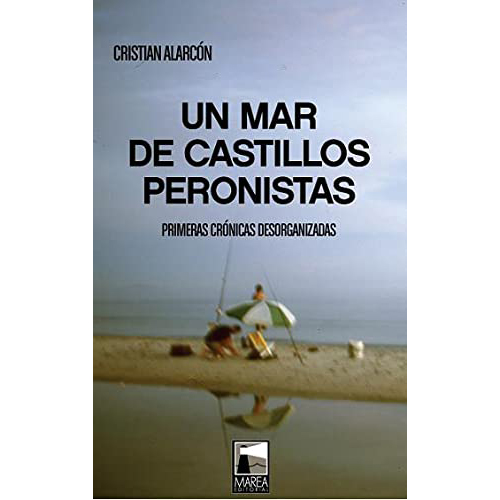 CRISTIAN ALARCÓN
UN MAR
DE CASTILLOS
PERONISTAS
PRIMERAS CRÓNICAS DESORGANIZADAS
MAREA
EDITORIAL